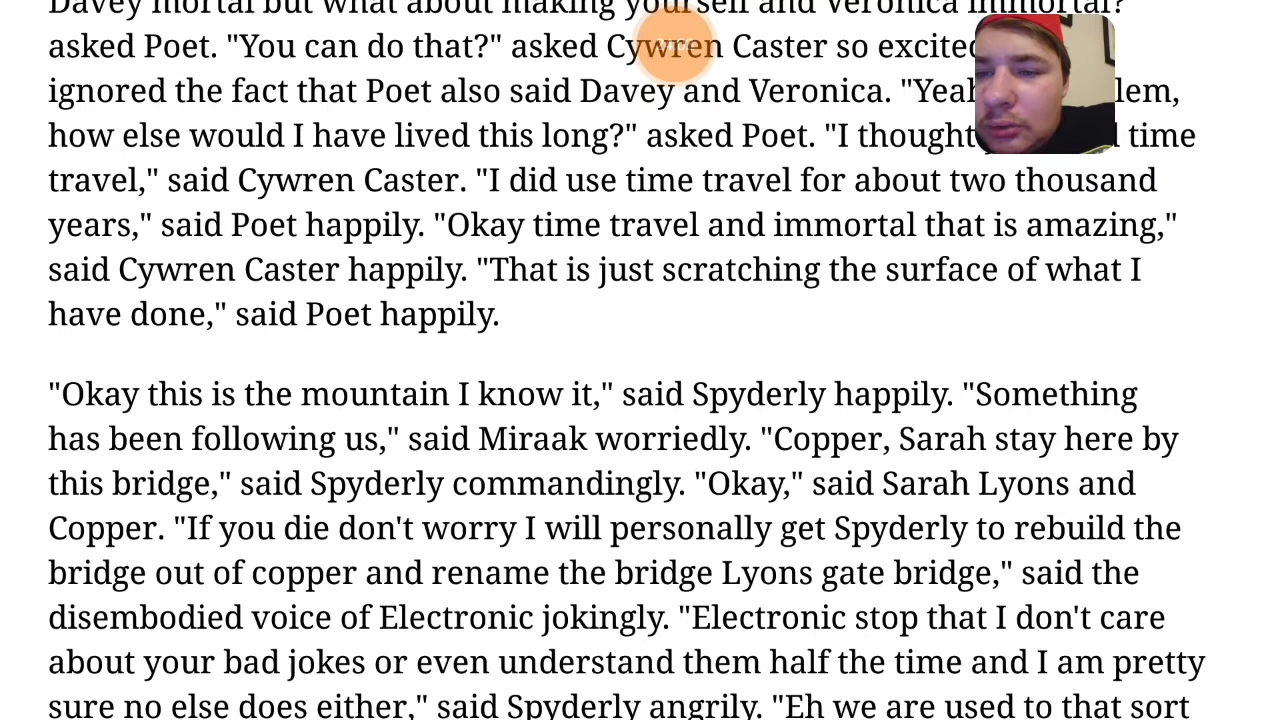 Davey mortal but what about making yourself and Veronica immortal?"
asked Poet. "You can do that?" asked Cywren Caster so excited
ignored the fact that Poet also said Davey and Veronica. "Yeah lem,
how else would I have lived this long?" asked Poet. "I thought time
travel," said Cywren Caster. "I did use time travel for about two thousand
years," said Poet happily. "Okay time travel and immortal that is amazing,"
said Cywren Caster happily. "That is just scratching the surface of what I
have done," said Poet happily.
"Okay this is the mountain I know it," said Spyderly happily. "Something
has been following us," said Miraak worriedly. "Copper, Sarah stay here by
this bridge," said Spyderly commandingly. "Okay," said Sarah Lyons and
Copper. "If you die don't worry I will personally get Spyderly to rebuild the
bridge out of copper and rename the bridge Lyons gate bridge," said the
disembodied voice of Electronic jokingly. "Electronic stop that I don't care
about your bad jokes or even understand them half the time and I am pretty
sure no else does either," said Spyderly angrily. "Eh we are used to that sort